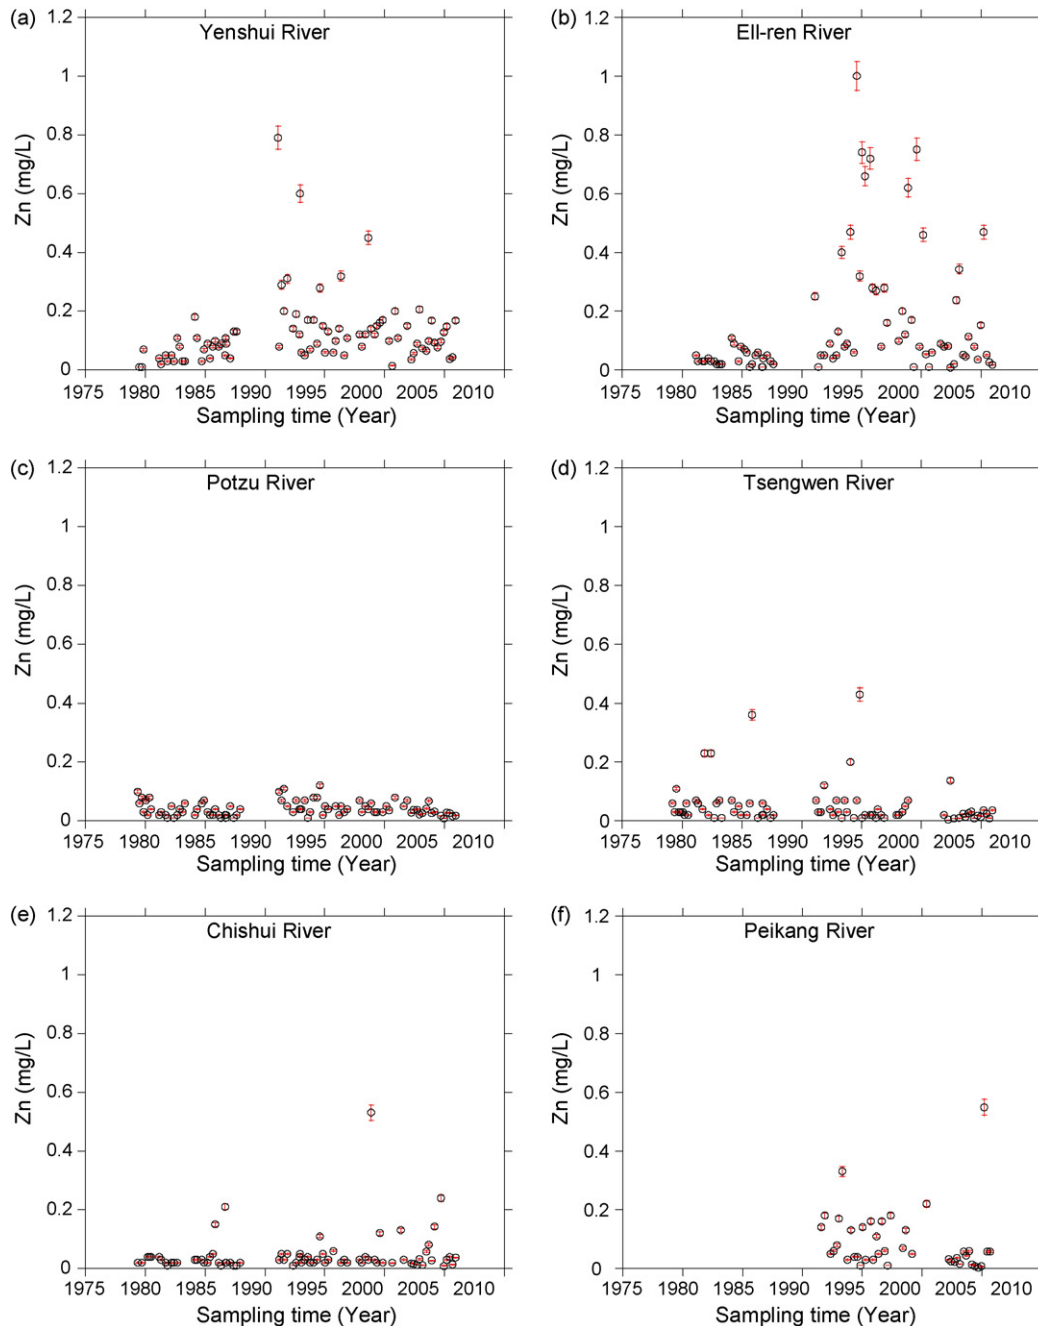 (a) Yenshui River
1.2
1
0.8
0.6
0.4
0.2
0
Zn (mg/L)
1975 1980 1985 1990 1995 2000 2005 2010
Sampling time (Year)
(b) Ell-ren River
1.2
1
0.8
0.6
0.4
0.2
0
Zn (mg/L)
1975 1980 1985 1990 1995 2000 2005 2010
Sampling time (Year)
(c) Potzu River
1.2
1
0.8
0.6
0.4
0.2
0
Zn (mg/L)
1975 1980 1985 1990 1995 2000 2005 2010
Sampling time (Year)
(d) Tsengwen River
1.2
1
0.8
0.6
0.4
0.2
0
Zn (mg/L)
1975 1980 1985 1990 1995 2000 2005 2010
Sampling time (Year)
(e) Chishui River
1.2
1
0.8
0.6
0.4
0.2
0
Zn (mg/L)
1975 1980 1985 1990 1995 2000 2005 2010
Sampling time (Year)
(f) Peikang River
1.2
1
0.8
0.6
0.4
0.2
0
Zn (mg/L)
1975 1980 1985 1990 1995 2000 2005 2010
Sampling time (Year)